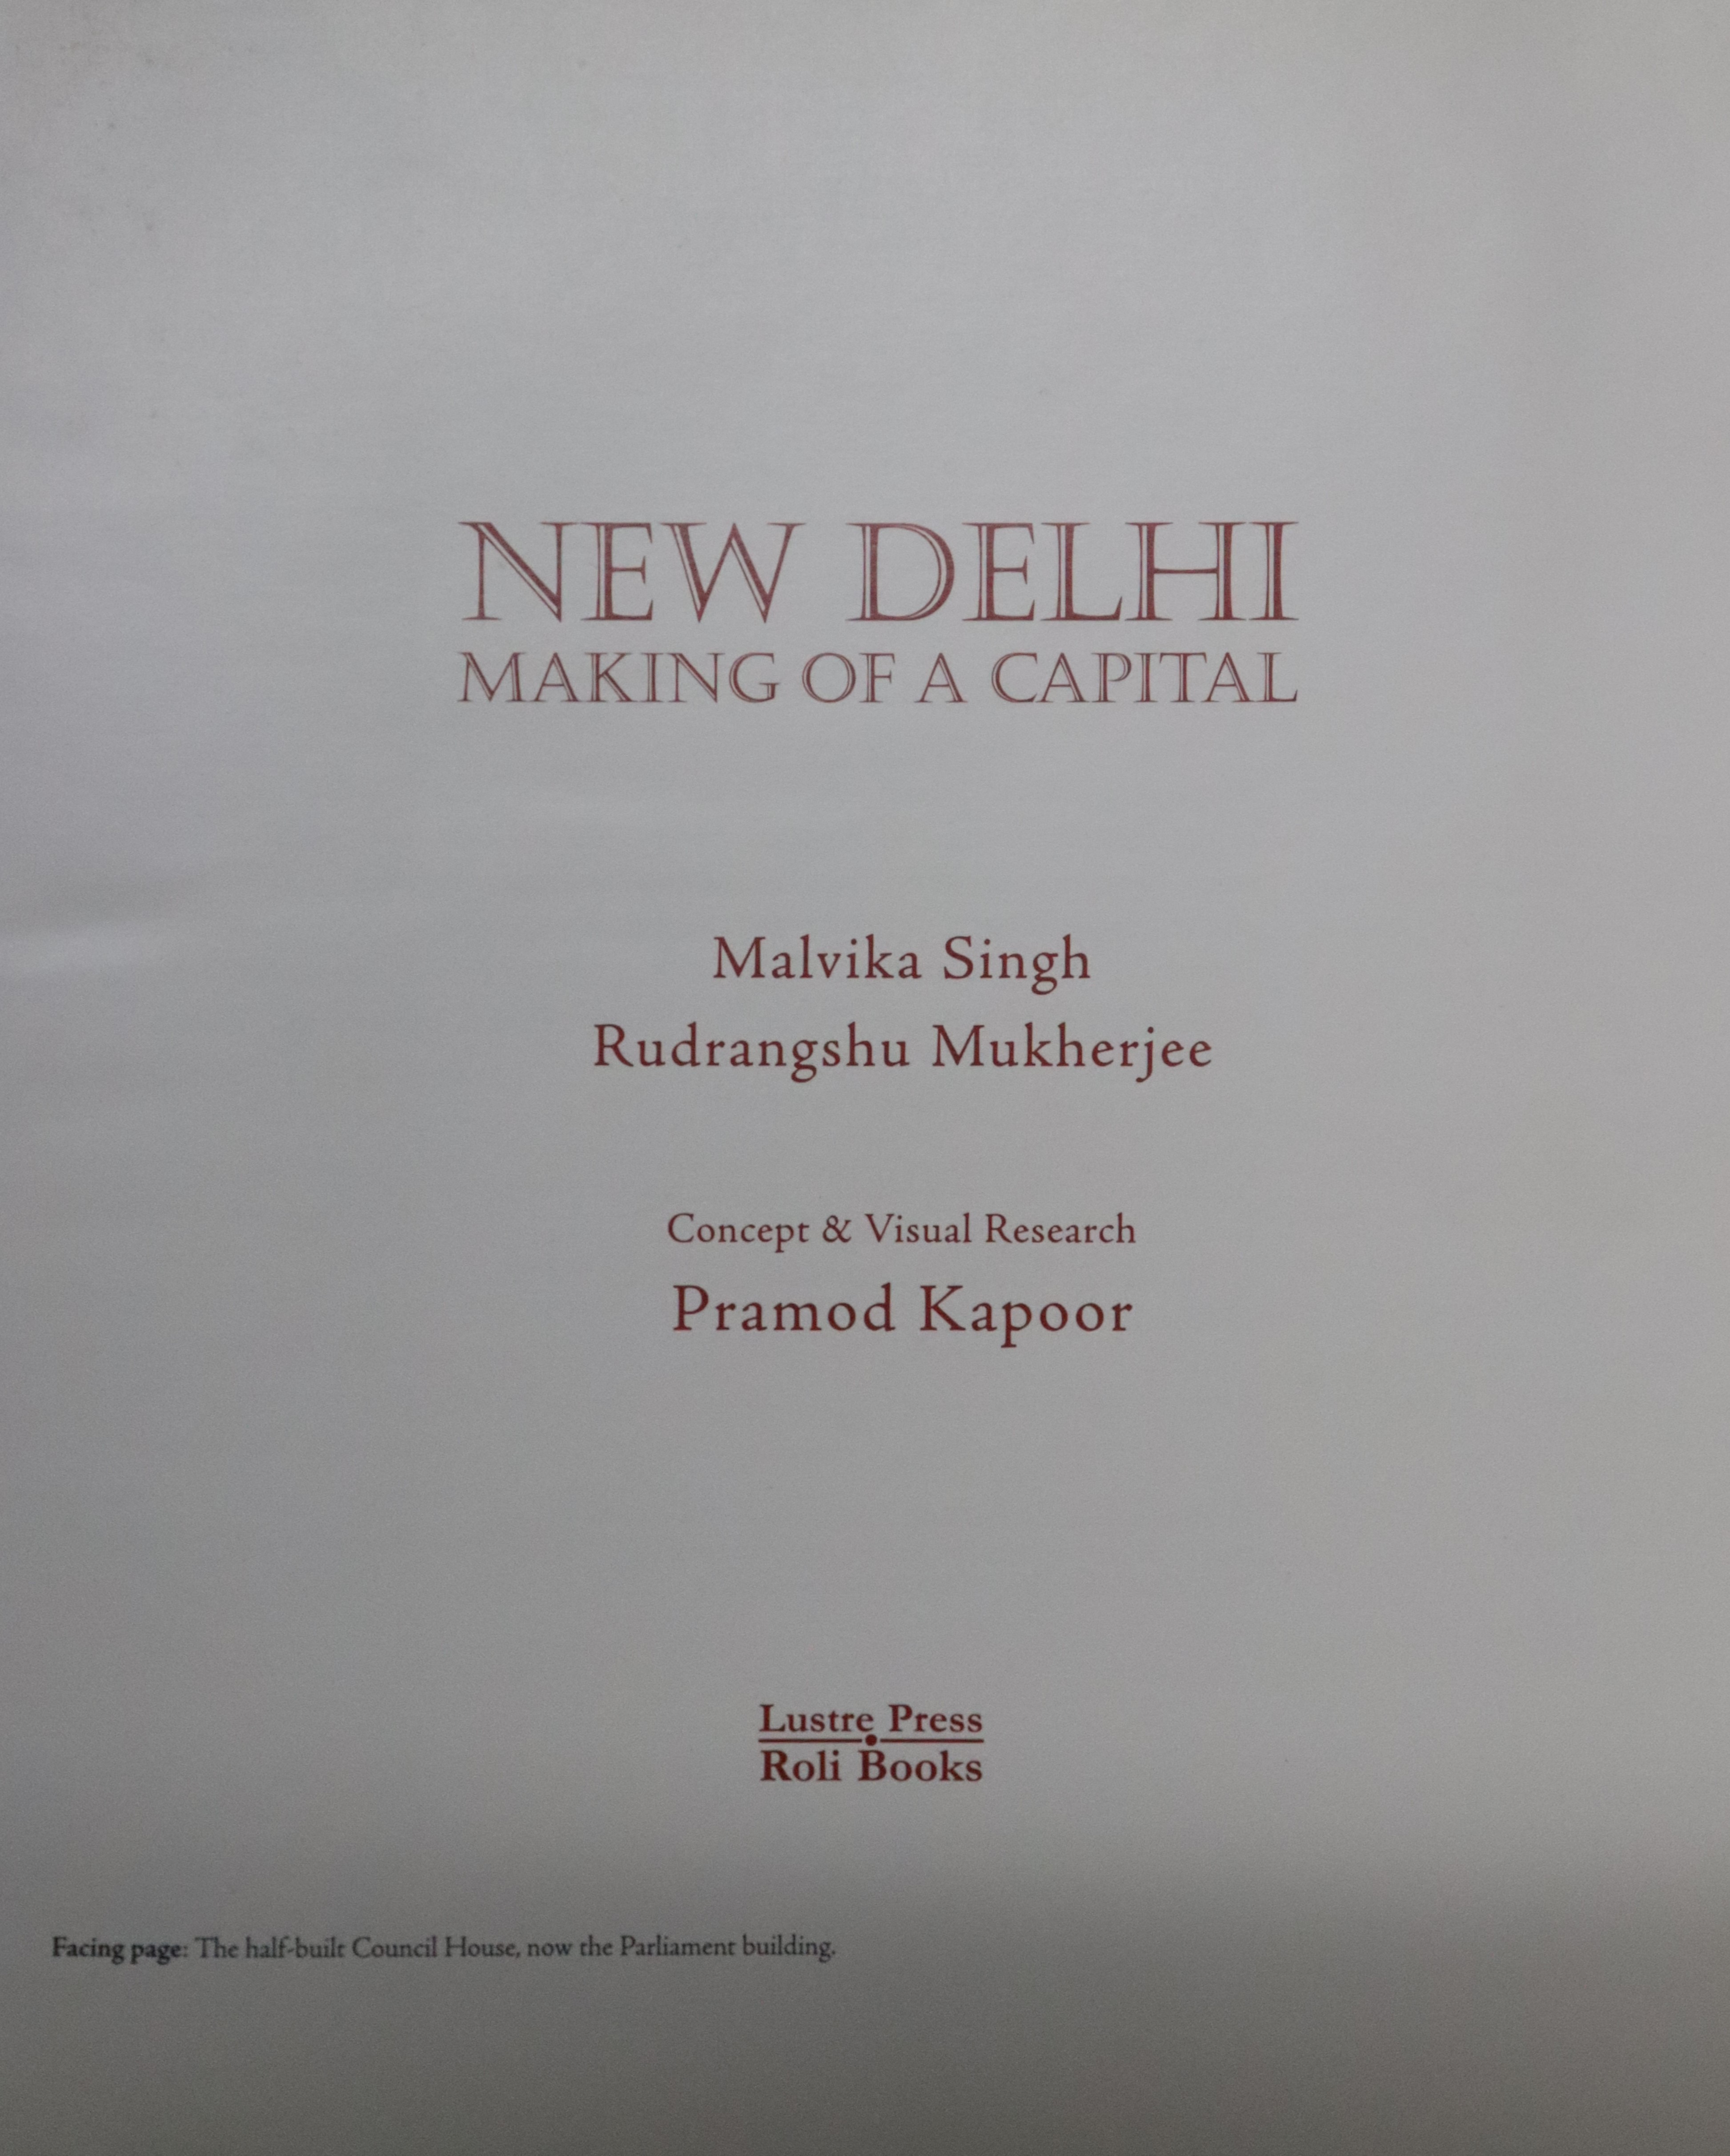 NEW DELHI
MAKING OF A CAPITAL
Malvika Singh
Rudrangshu Mukherjee
Concept & Visual Research
Pramod Kapoor
Lustre Press
Roli Books
Facing page: The half-built Council House, now the Parliament building.